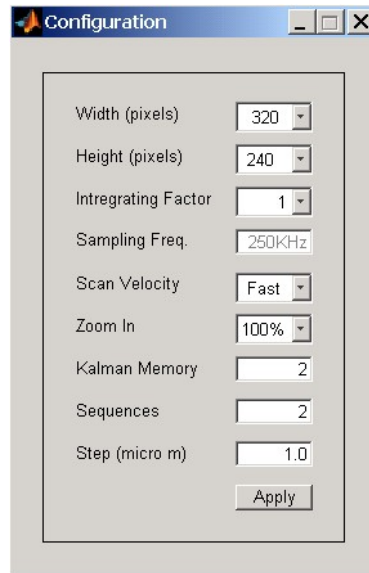 Configuration
Width (pixels) 320
Height (pixels) 240
Intregrating Factor 1
Sampling Freq. 250KHz
Scan Velocity Fast
Zoom In 100%
Kalman Memory 2
Sequences 2
Step (micro m) 1.0
Apply